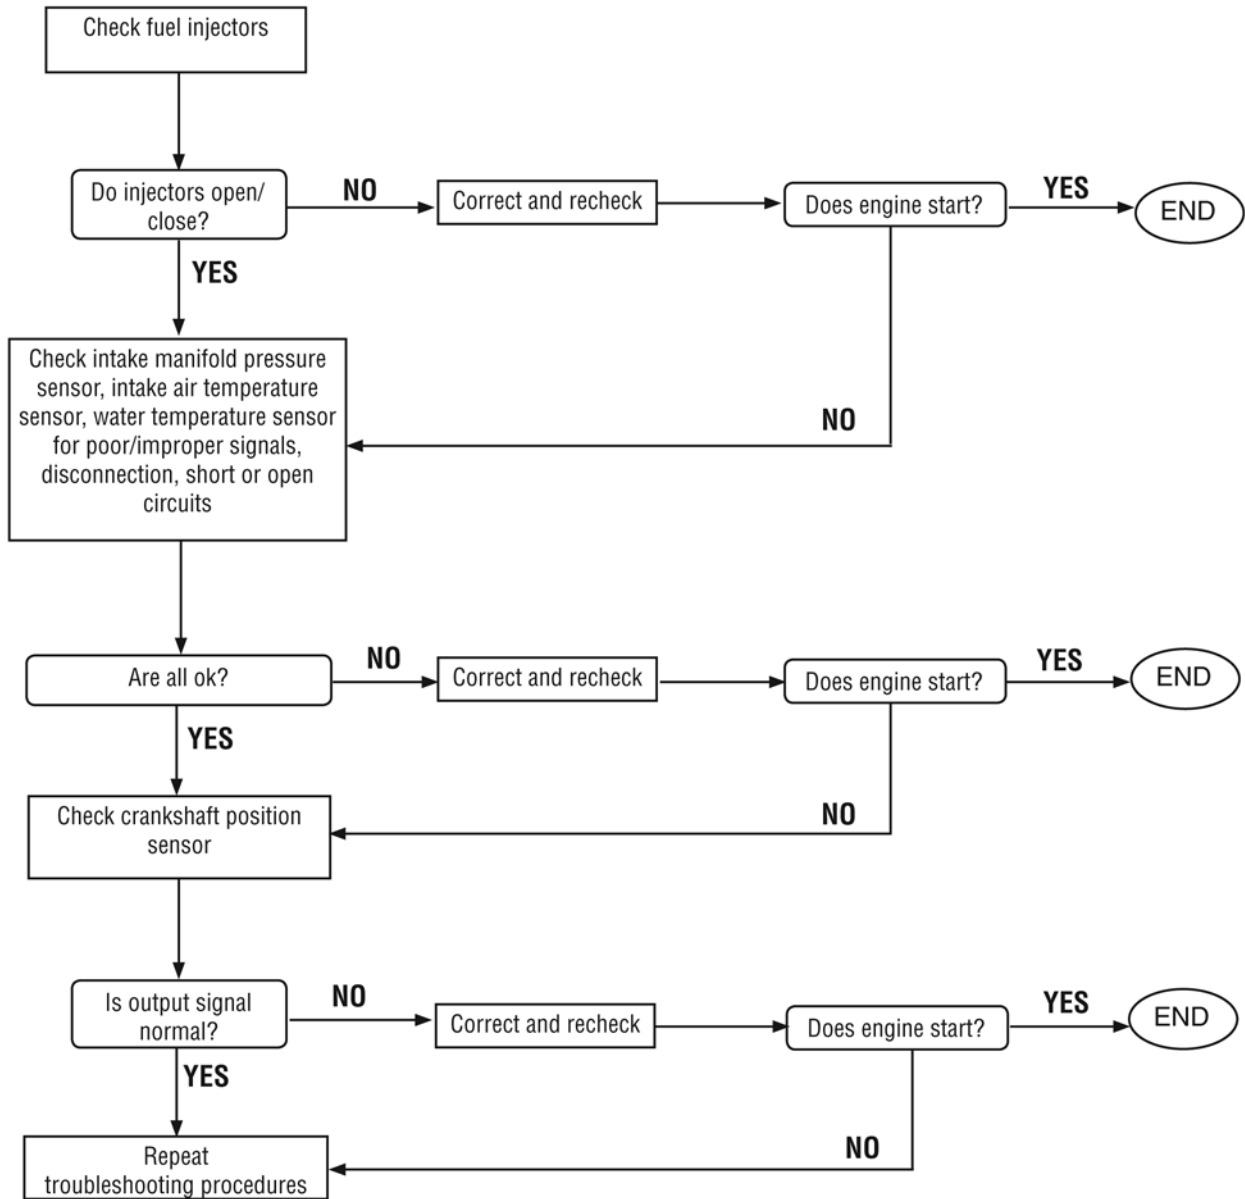 Check fuel injectors
Do injectors open/
close?
NO
Correct and recheck
Does engine start?
YES
END
YES
Check intake manifold pressure
sensor, intake air temperature
sensor, water temperature sensor
for poor/improper signals,
disconnection, short or open
circuits
NO
Are all ok?
NO
Correct and recheck
Does engine start?
YES
END
YES
Check crankshaft position
sensor
NO
Is output signal
normal?
NO
Correct and recheck
Does engine start?
YES
END
YES
Repeat
troubleshooting procedures
NO